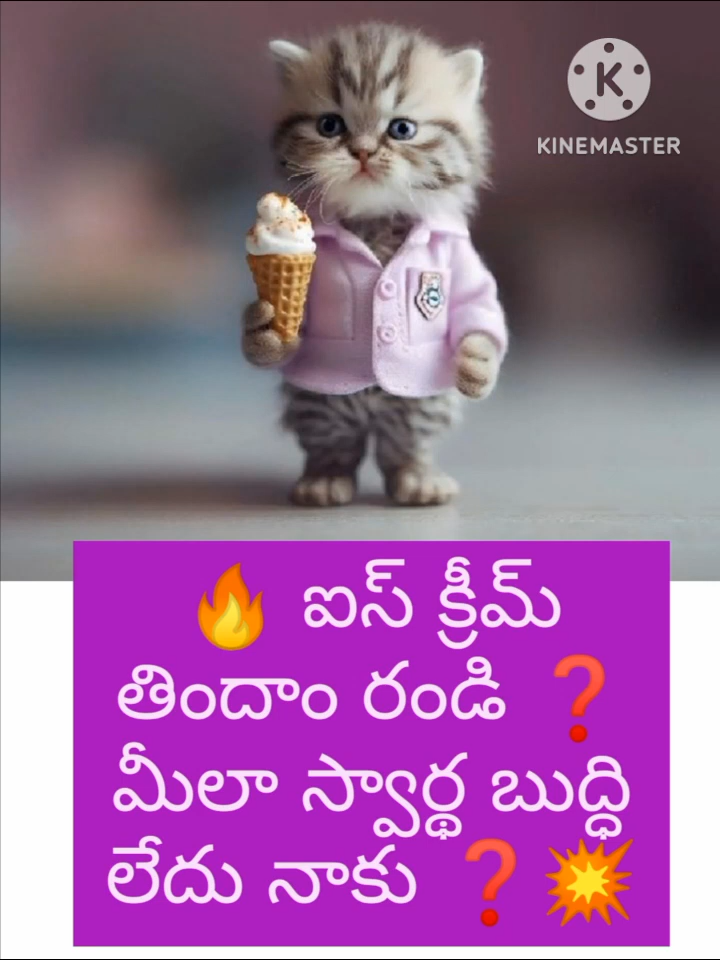 KINEMASTER
🔥 ఐస్ క్రీమ్
తిందాం రండి ❓
మీలా స్వార్థ బుద్ధి
లేదు నాకు ❓💥